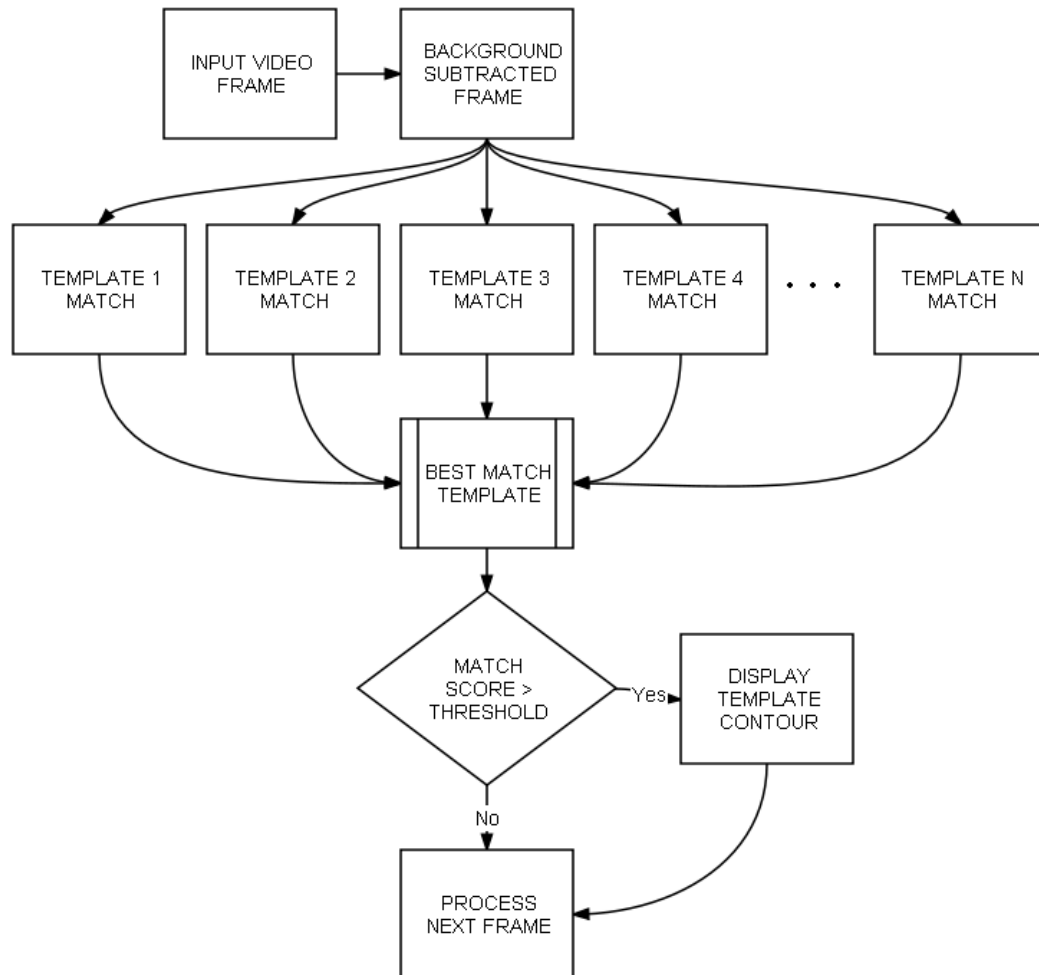 INPUT VIDEO
FRAME
BACKGROUND
SUBTRACTED
FRAME
TEMPLATE 1
MATCH
TEMPLATE 2
MATCH
TEMPLATE 3
MATCH
TEMPLATE 4
MATCH
. . .
TEMPLATE N
MATCH
BEST MATCH
TEMPLATE
MATCH
SCORE >
THRESHOLD
Yes
DISPLAY
TEMPLATE
CONTOUR
No
PROCESS
NEXT FRAME